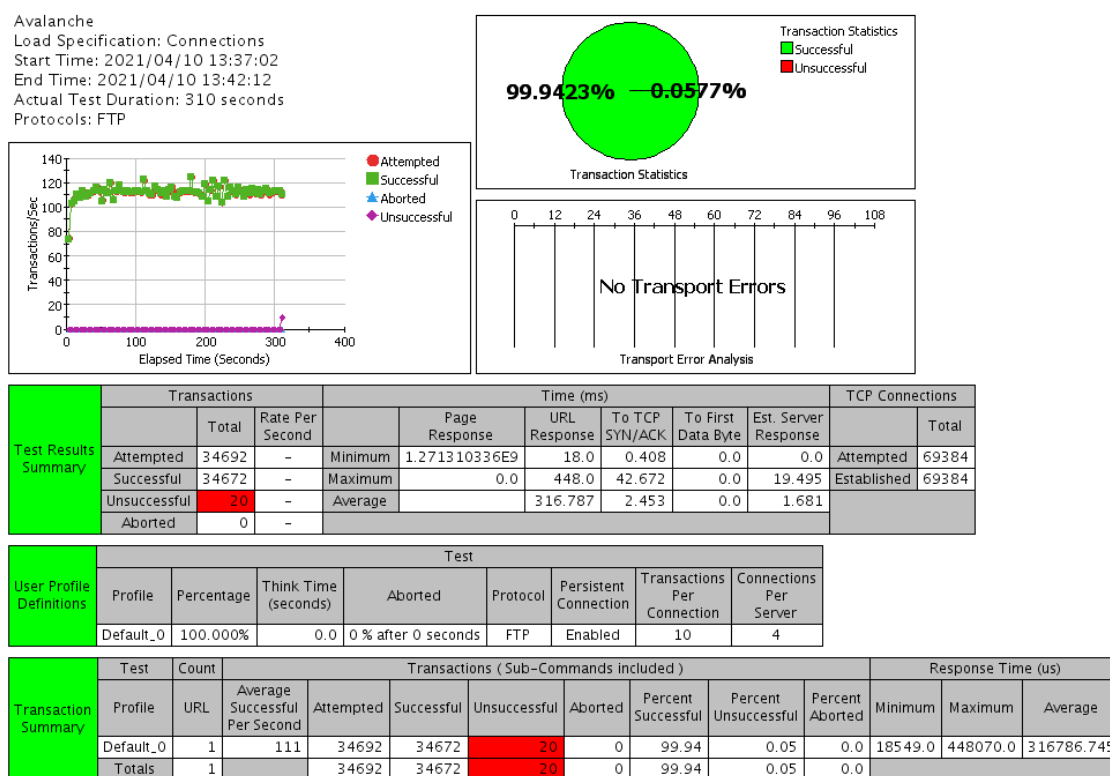 Avalanche
Load Specification: Connections
Start Time: 2021/04/10 13:37:02
End Time: 2021/04/10 13:42:12
Actual Test Duration: 310 seconds
Protocols: FTP
Transaction Statistics
Successful
Unsuccessful
99.9423% 0.0577%
Transaction Statistics
140
120
100
80
60
40
20
0
Transactions/Sec
0 100 200 300 400
Elapsed Time (Seconds)
Attempted
Successful
Aborted
Unsuccessful
0 12 24 36 48 60 72 84 96 108
No Transport Errors
Transport Error Analysis
Test Results Summary
Transactions Time (ms) TCP Connections
Total Rate Per Second Page Response URL Response To TCP SYN/ACK To First Data Byte Est. Server Response Total
Attempted 34692 – Minimum 1.271310336E9 18.0 0.408 0.0 0.0 Attempted 69384
Successful 34672 – Maximum 0.0 448.0 42.672 0.0 19.495 Established 69384
Unsuccessful 20 – Average 316.787 2.453 0.0 1.681
Aborted 0 –
User Profile Definitions
Test
Profile Percentage Think Time (seconds) Aborted Protocol Persistent Connection Transactions Per Connection Connections Per Server
Default_0 100.000% 0.0 0 % after 0 seconds FTP Enabled 10 4
Transaction Summary
Test Count Transactions ( Sub-Commands included ) Response Time (us)
Profile URL Average Successful Per Second Attempted Successful Unsuccessful Aborted Percent Successful Percent Unsuccessful Percent Aborted Minimum Maximum Average
Default_0 1 111 34692 34672 20 0 99.94 0.05 0.0 18549.0 448070.0 316786.745
Totals 1 34692 34672 20 0 99.94 0.05 0.0